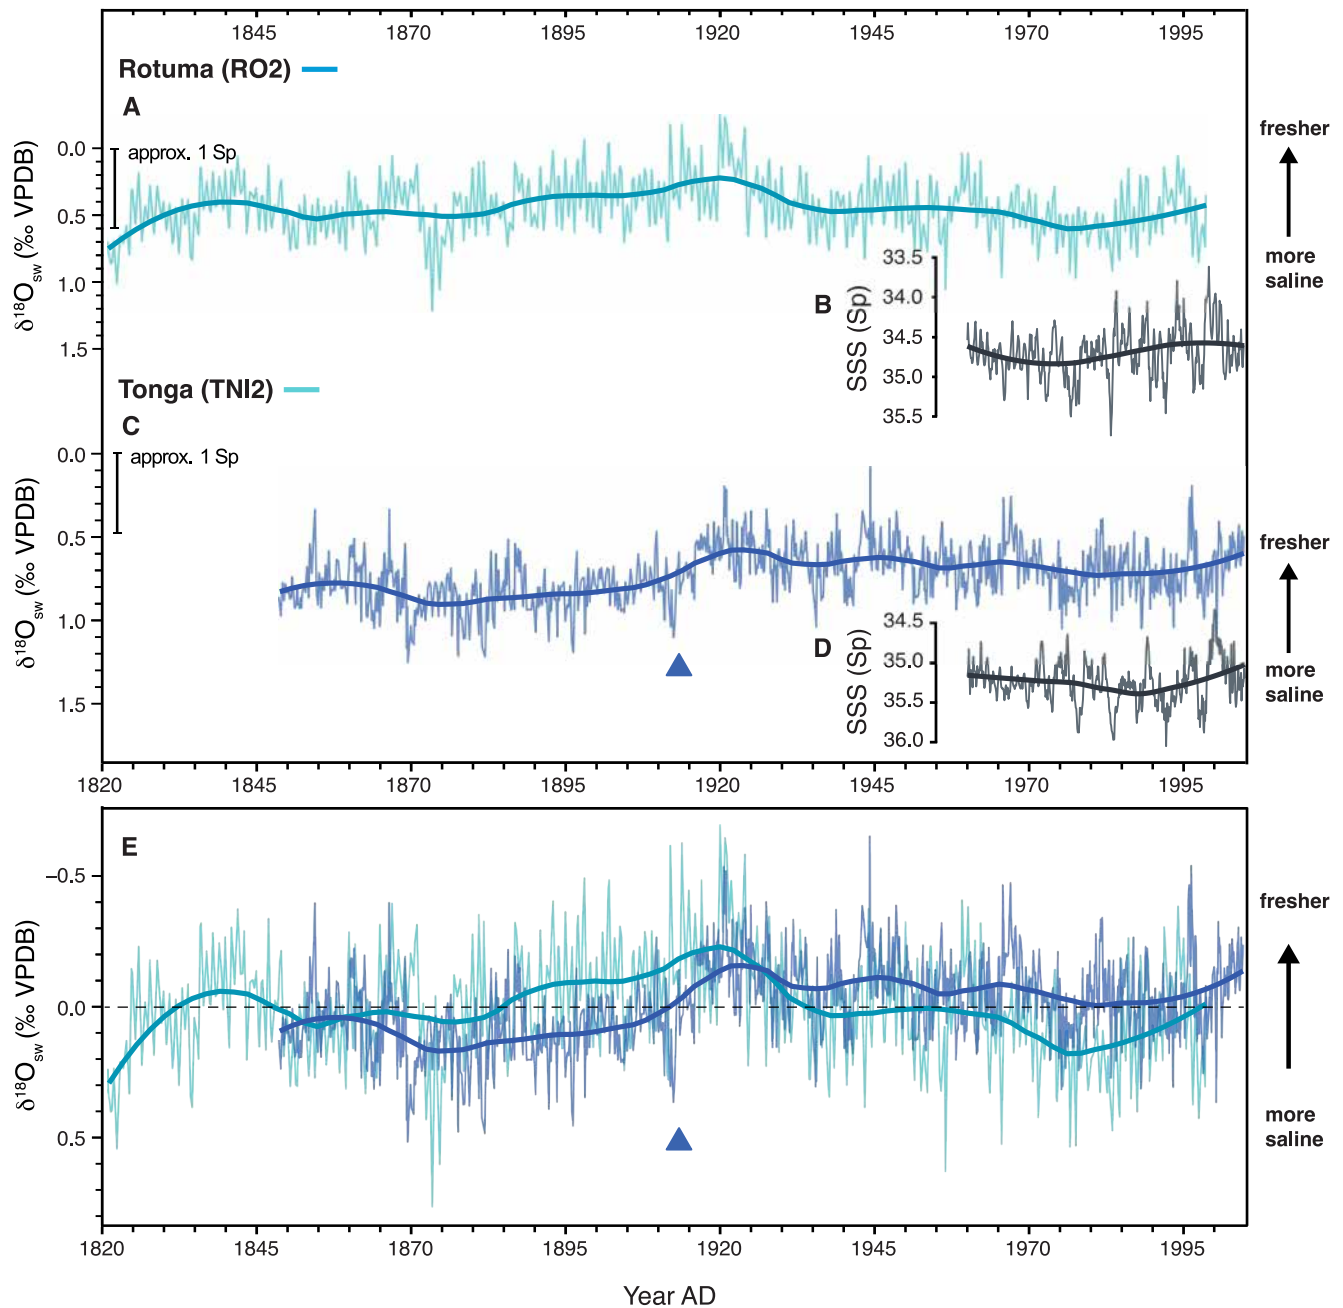 1845 1870 1895 1920 1945 1970 1995
Rotuma (RO2)
A
fresher
0.0
approx. 1 Sp
0.5
1.0
1.5
δ¹⁸Osw (‰ VPDB)
more
saline
B
SSS (Sp)
33.5
34.0
34.5
35.0
35.5
Tonga (TNI2)
C
0.0
approx. 1 Sp
0.5
1.0
1.5
δ¹⁸Osw (‰ VPDB)
fresher
more
saline
D
SSS (Sp)
34.5
35.0
35.5
36.0
1820 1845 1870 1895 1920 1945 1970 1995
E
–0.5
0.0
0.5
δ¹⁸Osw (‰ VPDB)
fresher
more
saline
1820 1845 1870 1895 1920 1945 1970 1995
Year AD